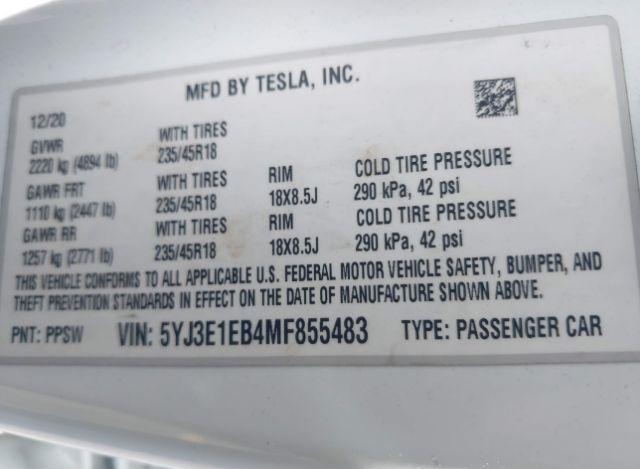 MFD BY TESLA, INC.
12/20
GVWR WITH TIRES
2220 kg (4894 lb) 235/45R18
GAWR FRT WITH TIRES RIM COLD TIRE PRESSURE
1110 kg (2447 lb) 235/45R18 18X8.5J 290 kPa, 42 psi
GAWR RR WITH TIRES RIM COLD TIRE PRESSURE
1257 kg (2771 lb) 235/45R18 18X8.5J 290 kPa, 42 psi
THIS VEHICLE CONFORMS TO ALL APPLICABLE U.S. FEDERAL MOTOR VEHICLE SAFETY, BUMPER, AND
THEFT PREVENTION STANDARDS IN EFFECT ON THE DATE OF MANUFACTURE SHOWN ABOVE.
PNT: PPSW VIN: 5YJ3E1EB4MF855483 TYPE: PASSENGER CAR